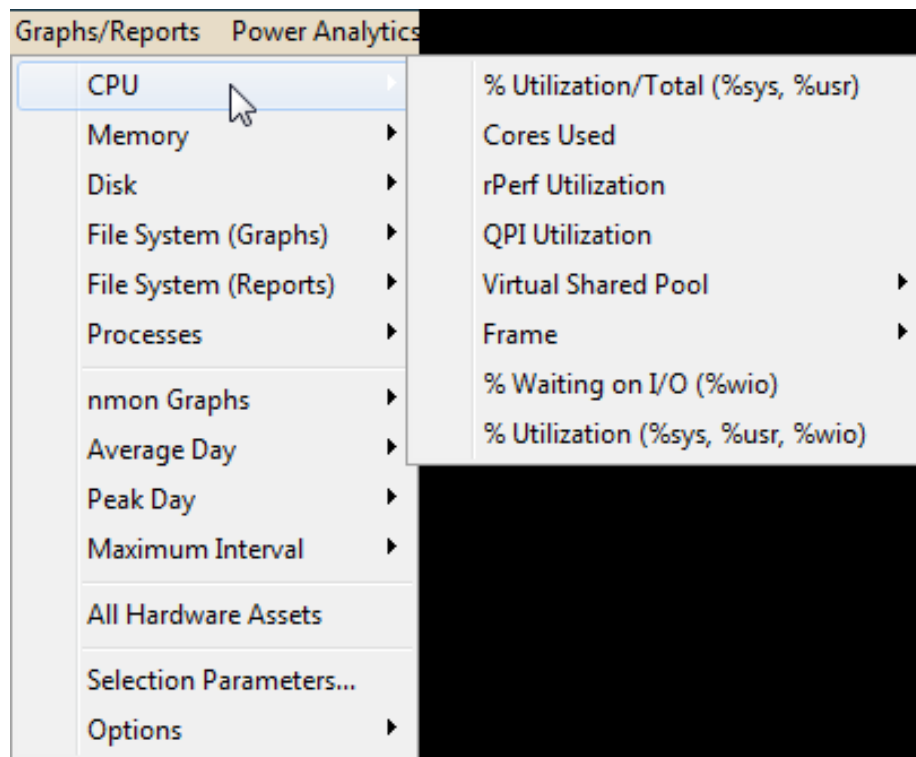 Graphs/Reports Power Analytics
CPU
Memory
Disk
File System (Graphs)
File System (Reports)
Processes
nmon Graphs
Average Day
Peak Day
Maximum Interval
All Hardware Assets
Selection Parameters...
Options
% Utilization/Total (%sys, %usr)
Cores Used
rPerf Utilization
QPI Utilization
Virtual Shared Pool
Frame
% Waiting on I/O (%wio)
% Utilization (%sys, %usr, %wio)